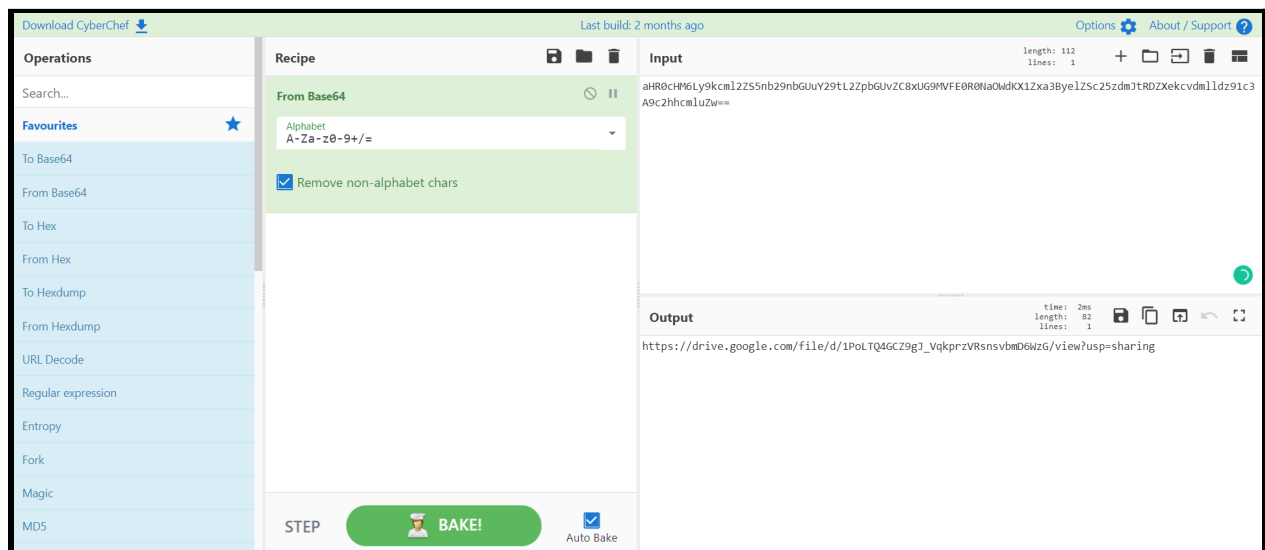 Download CyberChef
Last build: 2 months ago
Options
About / Support
?
Operations
Search...
Favourites
To Base64
From Base64
To Hex
From Hex
To Hexdump
From Hexdump
URL Decode
Regular expression
Entropy
Fork
Magic
MD5
Recipe
From Base64
Alphabet
A-Za-z0-9+/=
Remove non-alphabet chars
STEP
BAKE!
Auto Bake
Input
length: 112
lines: 1
aHR0cHM6Ly9kcml2ZS5nb29nbGUuY29tL2ZpbGUvZC8xUG9MVFE0R0NaOWdKX1Zxa3ByelZSc25zdmJtRDZXekcvdmlldz91c3
A9c2hhcmluZw==
Output
time: 2ms
length: 82
lines: 1
https://drive.google.com/file/d/1PoLTQ4GCZ9gJ_VqkprzVRsnsvbmD6WzG/view?usp=sharing